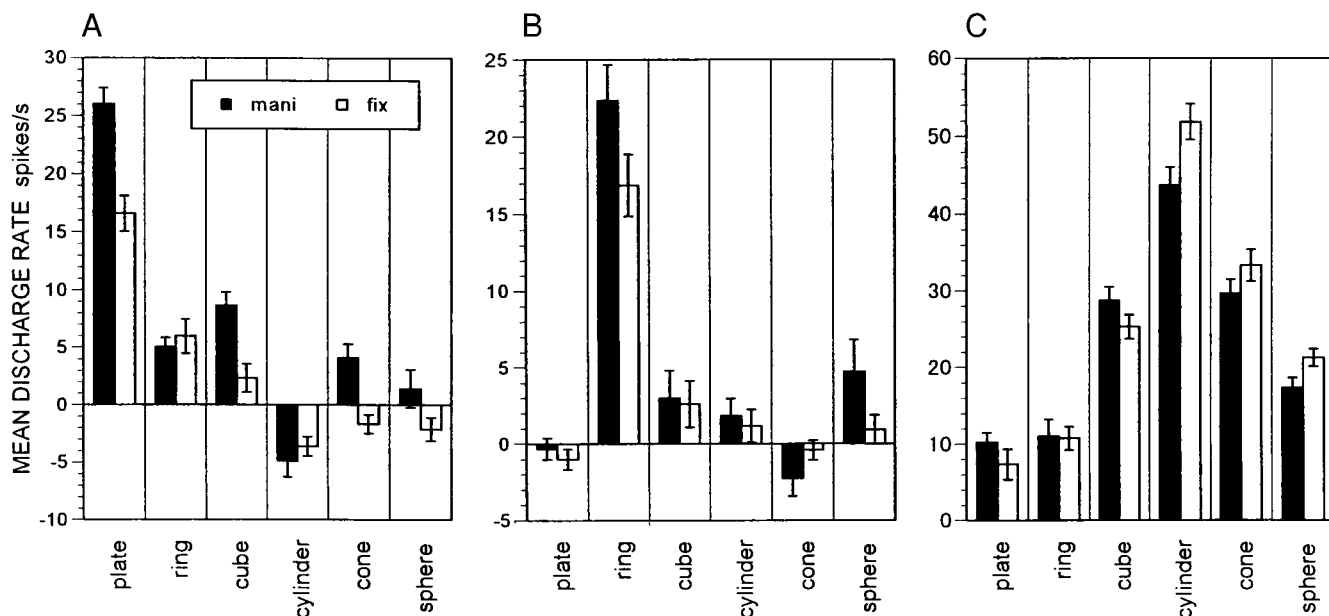 A
B
C
MEAN DISCHARGE RATE spikes/s
30
25
20
15
10
5
0
-5
-10
mani fix
plate
ring
cube
cylinder
cone
sphere
25
20
15
10
5
0
-5
plate
ring
cube
cylinder
cone
sphere
60
50
40
30
20
10
0
plate
ring
cube
cylinder
cone
sphere